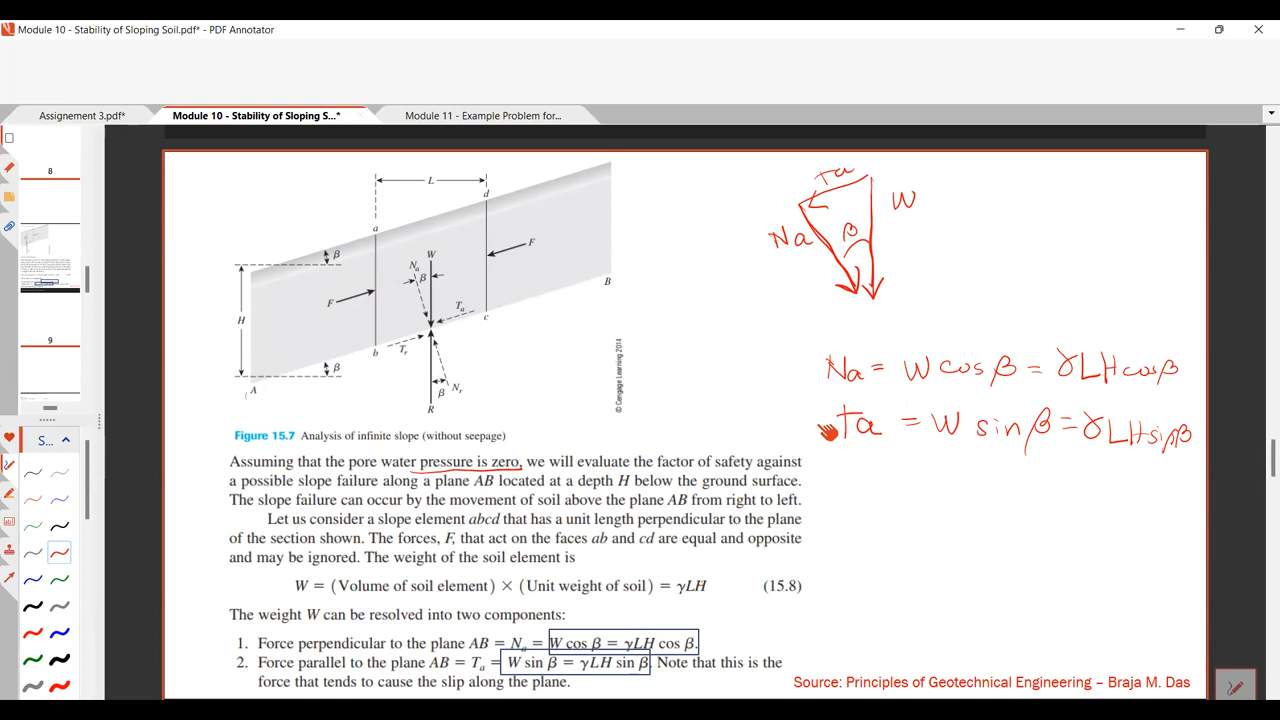 Module 10 - Stability of Sloping Soil.pdf* - PDF Annotator
Assignement 3.pdf*
Module 10 - Stability of Sloping S...*
Module 11 - Example Problem for...
8
9
S...
L
d
a
β
W
F
Na
β
Ta
B
H
F
c
b
Tr
β
Nr
A
β
R
© Cengage Learning 2014
Ta
W
Na
β
Na = W cos β = γLH cos β
Ta = W sin β = γLH sin β
Figure 15.7 Analysis of infinite slope (without seepage)
Assuming that the pore water pressure is zero, we will evaluate the factor of safety against
a possible slope failure along a plane AB located at a depth H below the ground surface.
The slope failure can occur by the movement of soil above the plane AB from right to left.
Let us consider a slope element abcd that has a unit length perpendicular to the plane
of the section shown. The forces, F, that act on the faces ab and cd are equal and opposite
and may be ignored. The weight of the soil element is
W = (Volume of soil element) × (Unit weight of soil) = γLH (15.8)
The weight W can be resolved into two components:
1. Force perpendicular to the plane AB = Na = W cos β = γLH cos β.
2. Force parallel to the plane AB = Ta = W sin β = γLH sin β. Note that this is the
force that tends to cause the slip along the plane.
Source: Principles of Geotechnical Engineering – Braja M. Das